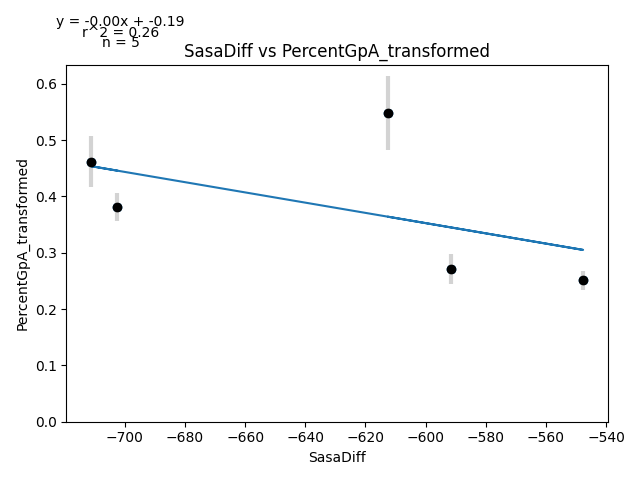 y = -0.00x + -0.19
r^2 = 0.26
n = 5
SasaDiff vs PercentGpA_transformed
0.6
0.5
0.4
0.3
0.2
0.1
0.0
PercentGpA_transformed
−700
−680
−660
−640
−620
−600
−580
−560
−540
SasaDiff